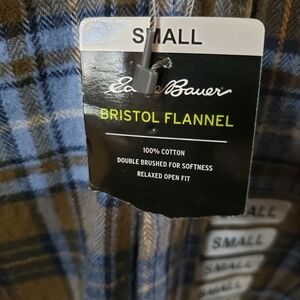 SMALL
Eddie Bauer
BRISTOL FLANNEL
100% COTTON
DOUBLE BRUSHED FOR SOFTNESS
RELAXED OPEN FIT
SMALL
SMALL
SMALL
SMALL